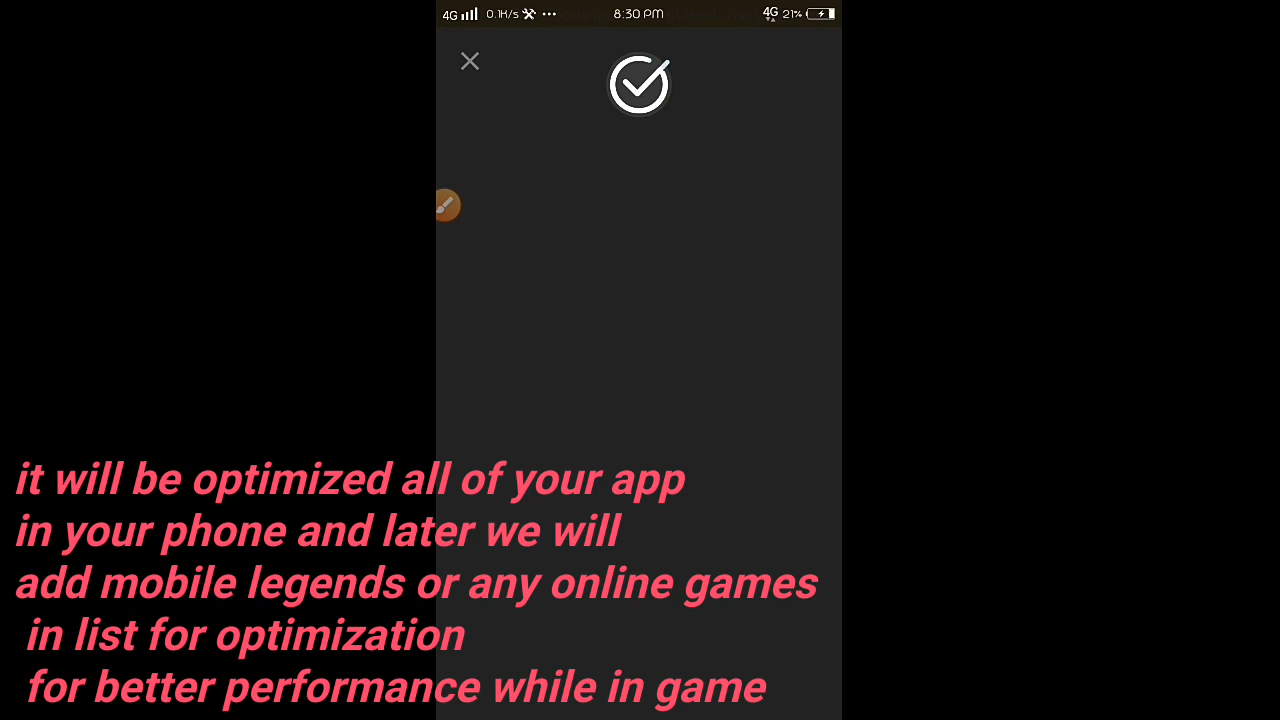 4G 0.1K/s ••• 8:30 PM 4G 21%
it will be optimized all of your app
in your phone and later we will
add mobile legends or any online games
in list for optimization
for better performance while in game